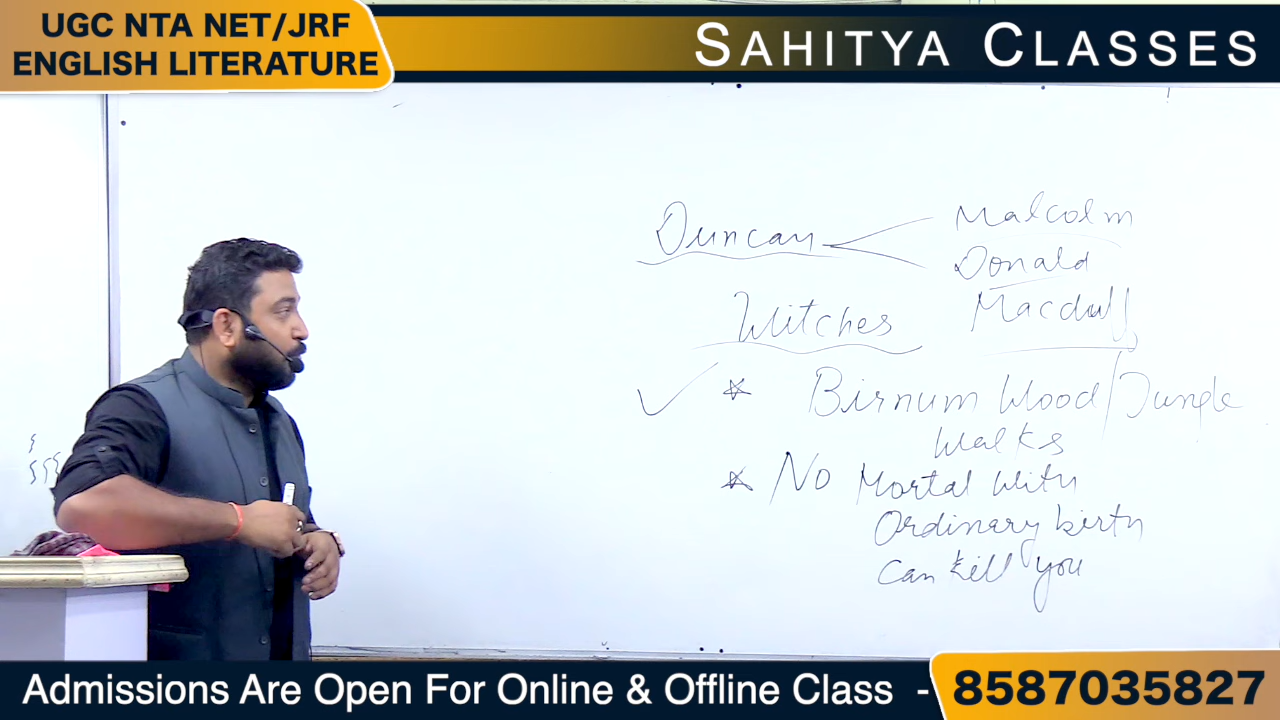 UGC NTA NET/JRF
ENGLISH LITERATURE
SAHITYA CLASSES
Duncan
Malcolm
Donald
Witches
Macduff
* Birnum Wood/Jungle
Walks
* No Mortal With
Ordinary birth
Can kill you
Admissions Are Open For Online & Offline Class - 8587035827